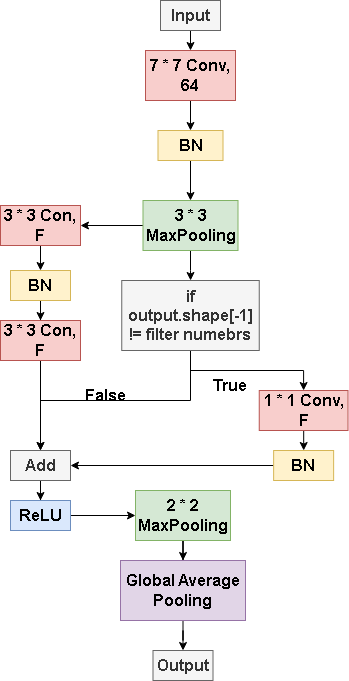 Input
7 * 7 Conv,
64
BN
3 * 3
MaxPooling
3 * 3 Con,
F
BN
3 * 3 Con,
F
if
output.shape[-1]
!= filter numebrs
False
True
1 * 1 Conv,
F
BN
Add
ReLU
2 * 2
MaxPooling
Global Average
Pooling
Output